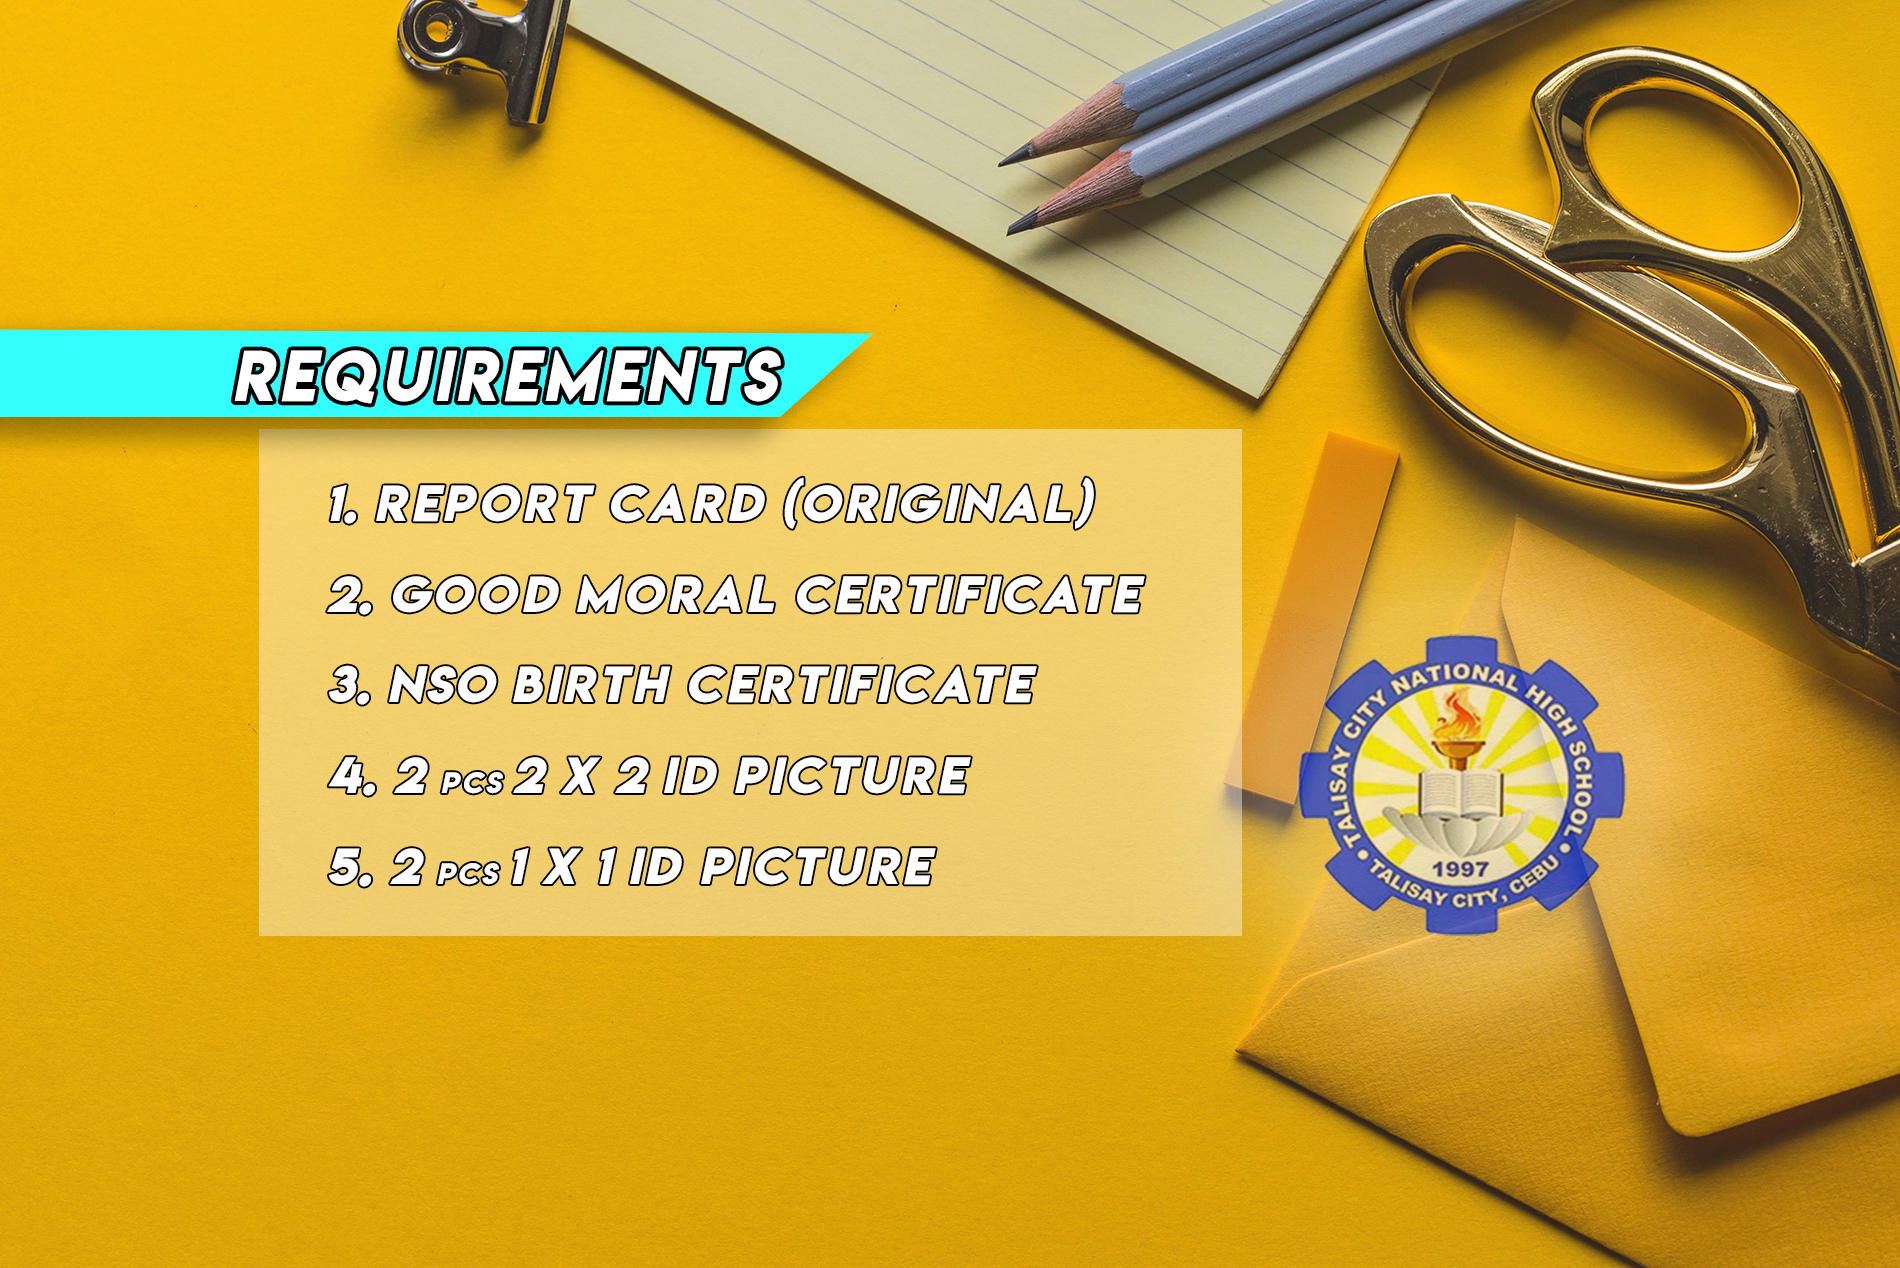 REQUIREMENTS
1. REPORT CARD (ORIGINAL)
2. GOOD MORAL CERTIFICATE
3. NSO BIRTH CERTIFICATE
4. 2 PCS 2 X 2 ID PICTURE
5. 2 PCS 1 X 1 ID PICTURE
TALISAY CITY NATIONAL HIGH SCHOOL
1997
• TALISAY CITY, CEBU •